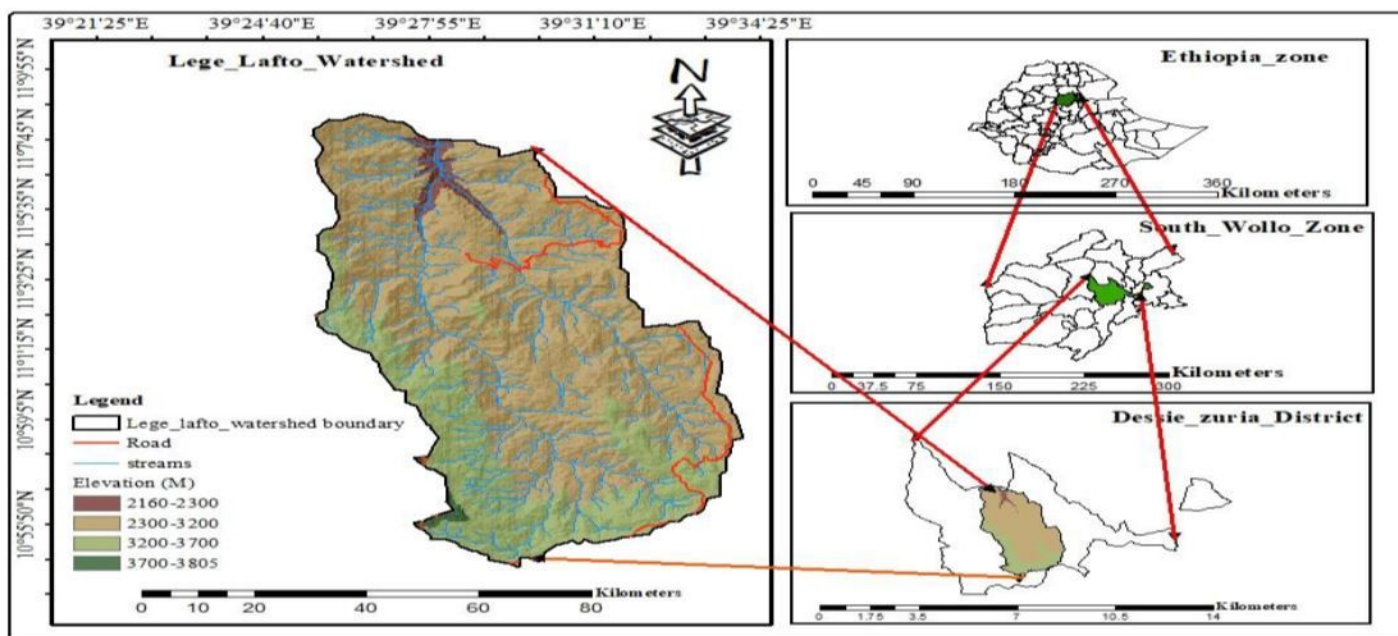 39°21'25"E 39°24'40"E 39°27'55"E 39°31'10"E 39°34'25"E
Lege_Lafto_Watershed
N
11°9'55"N
11°7'45"N
11°5'35"N
11°3'25"N
11°1'15"N
10°59'5"N
10°55'50"N
Legend
Lege_lafto_watershed boundary
Road
streams
Elevation (M)
2160-2300
2300-3200
3200-3700
3700-3805
0 5 10 20 40 60 80 Kilometers
Ethiopia_zone
0 45 90 180 270 360 Kilometers
South_Wollo_Zone
0 37.5 75 150 225 300 Kilometers
Dessie_zuria_District
0 1.75 3.5 7 10.5 14 Kilometers